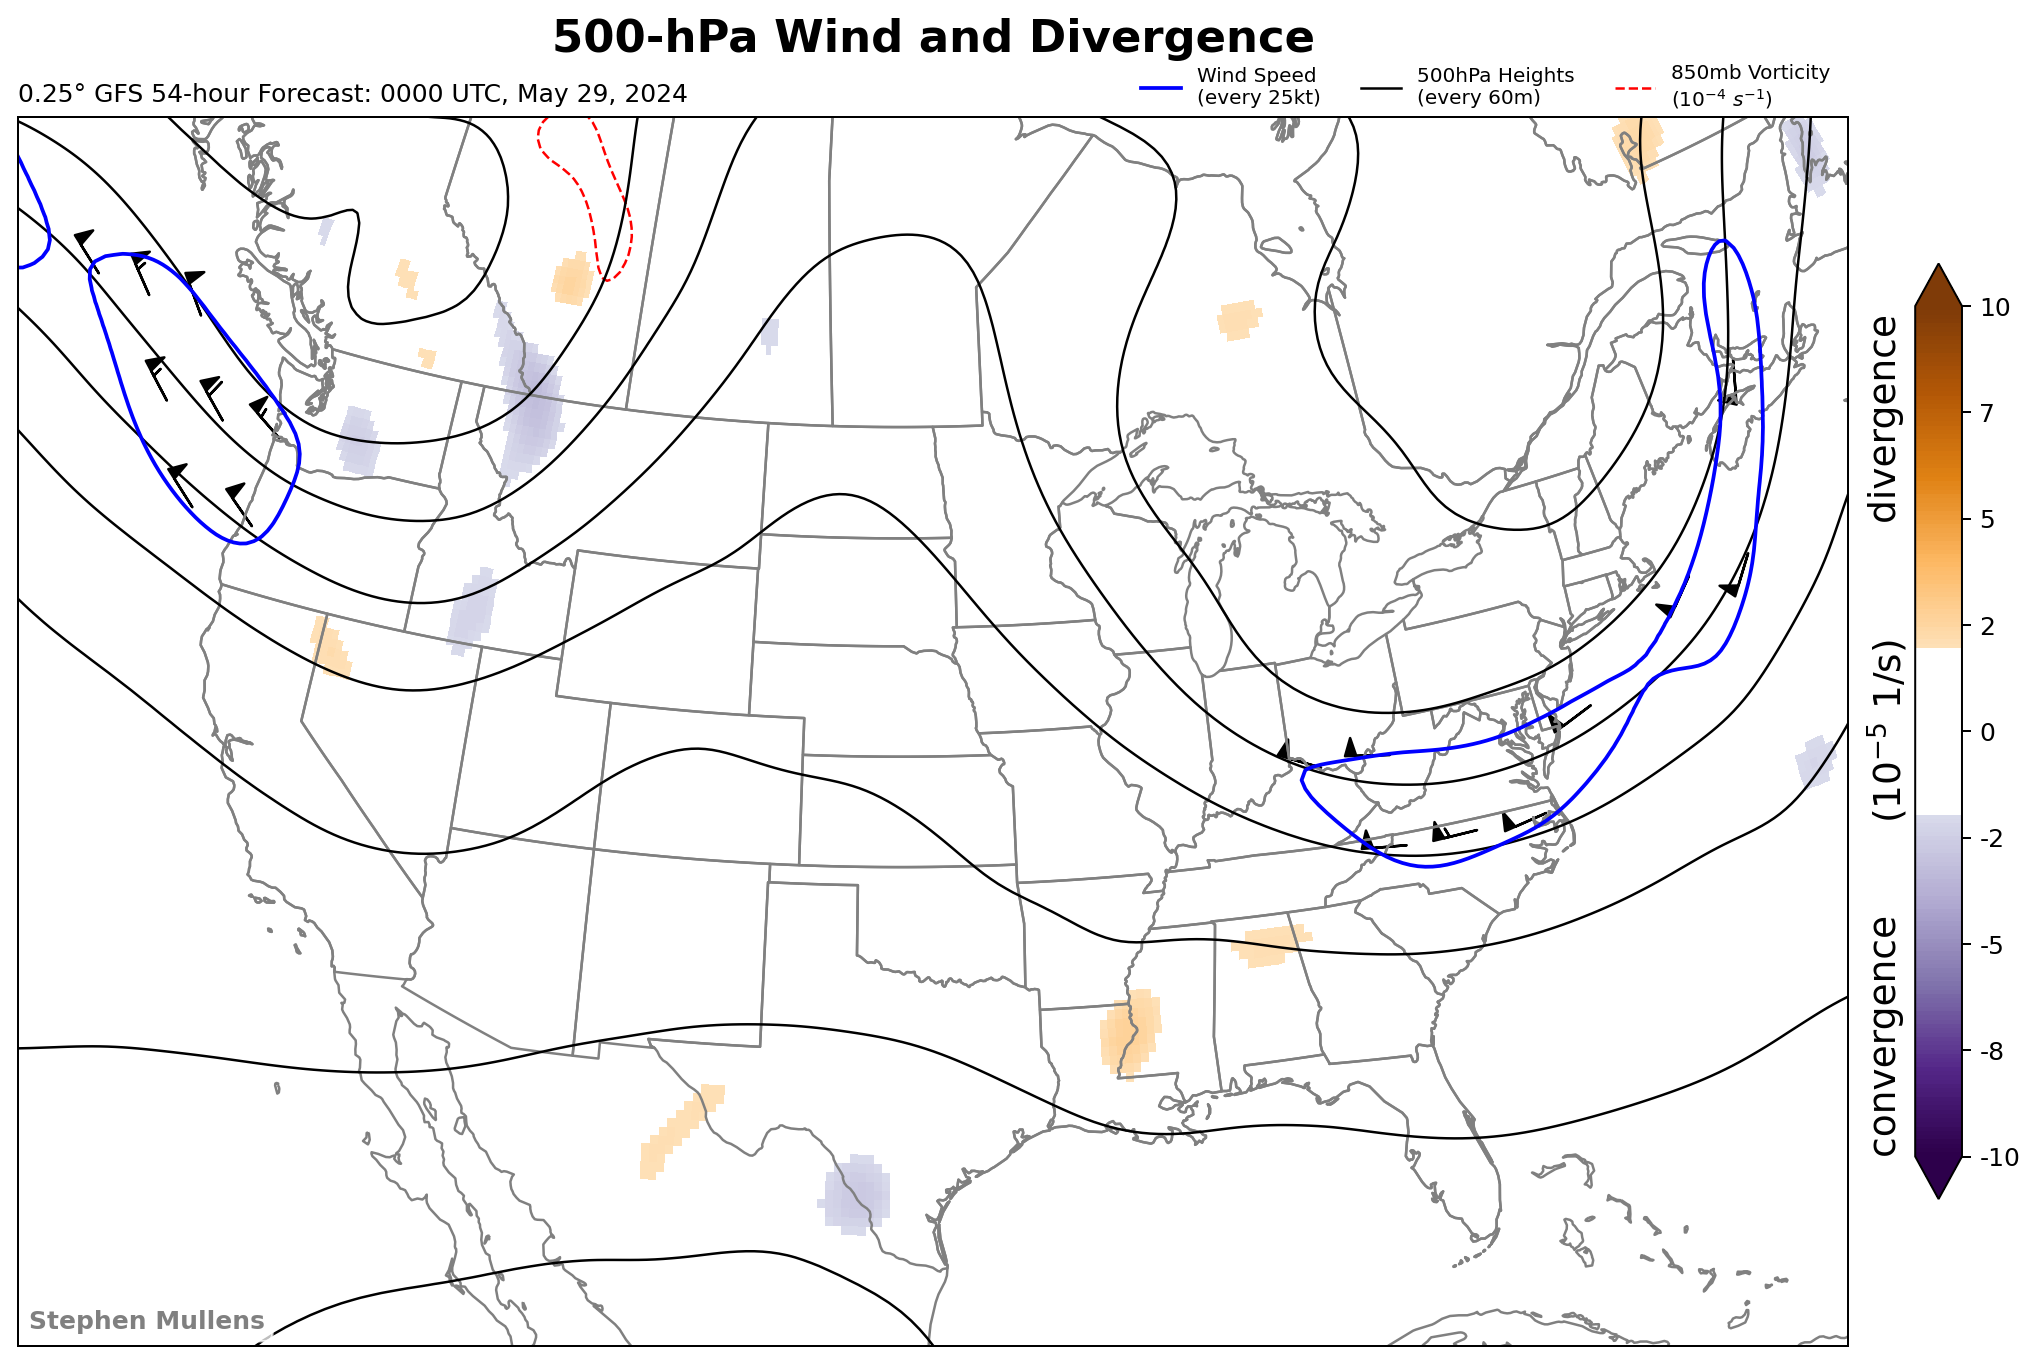 500-hPa Wind and Divergence
0.25° GFS 54-hour Forecast: 0000 UTC, May 29, 2024
Wind Speed
(every 25kt)
500hPa Heights
(every 60m)
850mb Vorticity
(10⁻⁴ s⁻¹)
10
7
5
2
0
-2
-5
-8
-10
convergence (10⁻⁵ 1/s) divergence
Stephen Mullens